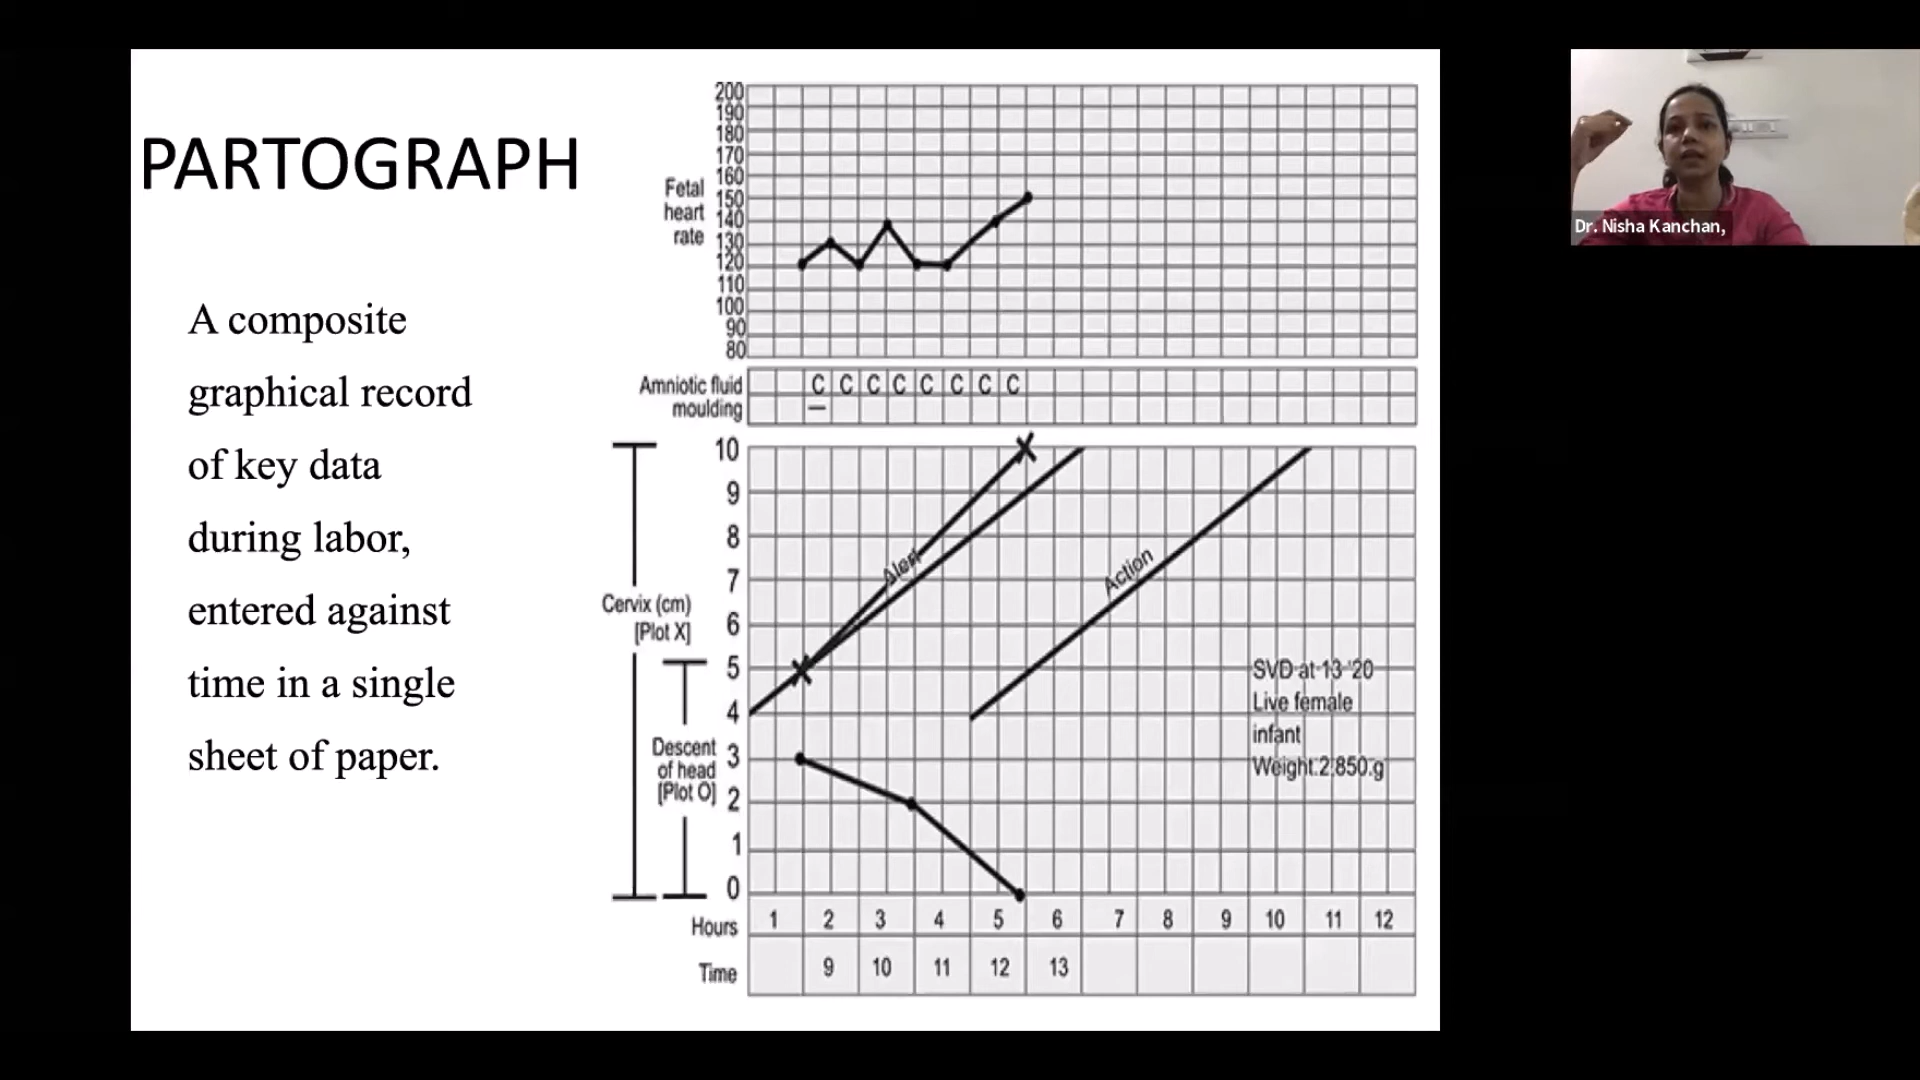 PARTOGRAPH
A composite
graphical record
of key data
during labor,
entered against
time in a single
sheet of paper.
Fetal
heart
rate
200
190
180
170
160
150
140
130
120
110
100
90
80
Amniotic fluid
C C C C C C C C
moulding
–
Cervix (cm)
[Plot X]
Descent
of head
[Plot O]
10
9
8
7
6
5
4
3
2
1
0
Alert
Action
SVD at 13 '20
Live female
infant
Weight.2,850.g
Hours 1 2 3 4 5 6 7 8 9 10 11 12
Time 9 10 11 12 13
Dr. Nisha Kanchan,